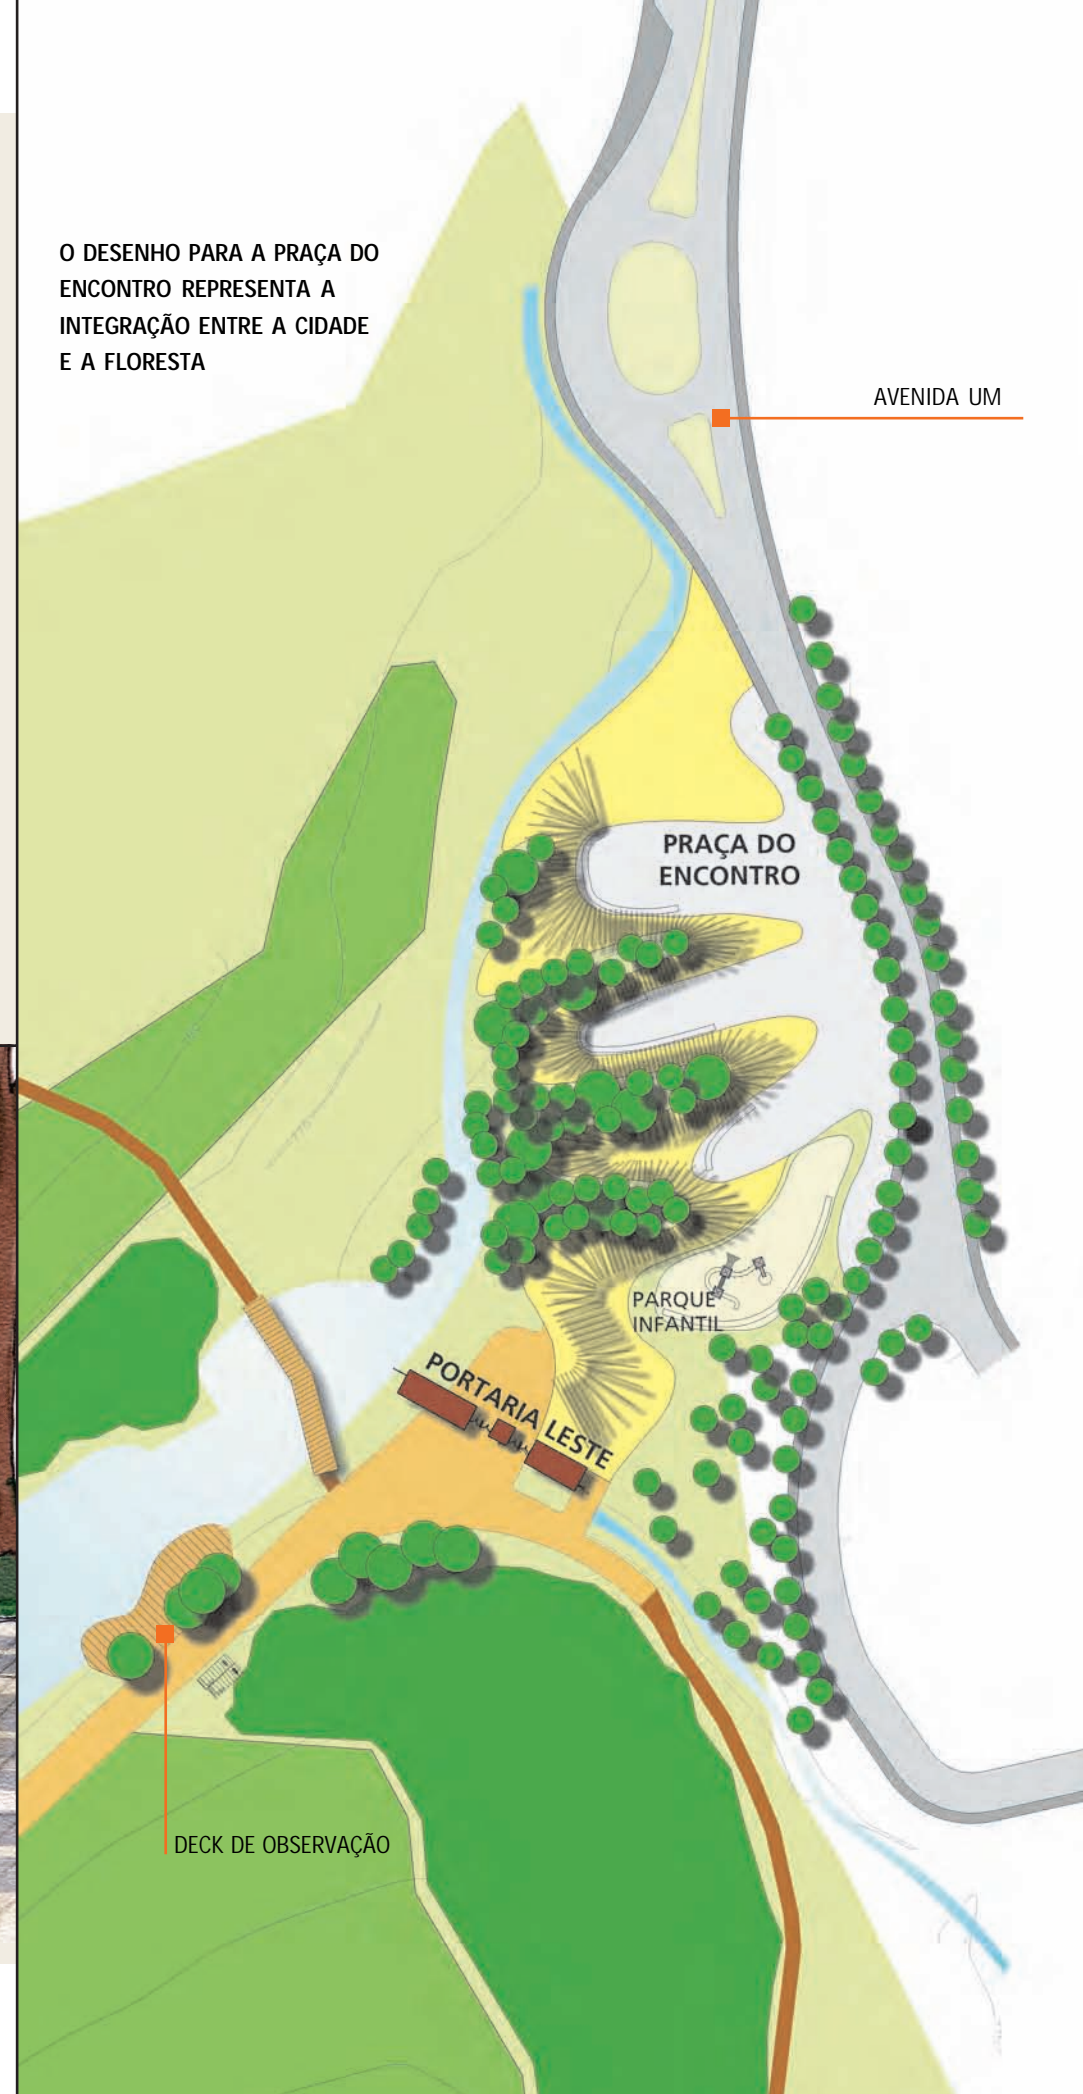 O DESENHO PARA A PRAÇA DO
ENCONTRO REPRESENTA A
INTEGRAÇÃO ENTRE A CIDADE
E A FLORESTA
AVENIDA UM
PRAÇA DO
ENCONTRO
PARQUE
INFANTIL
PORTARIA LESTE
DECK DE OBSERVAÇÃO